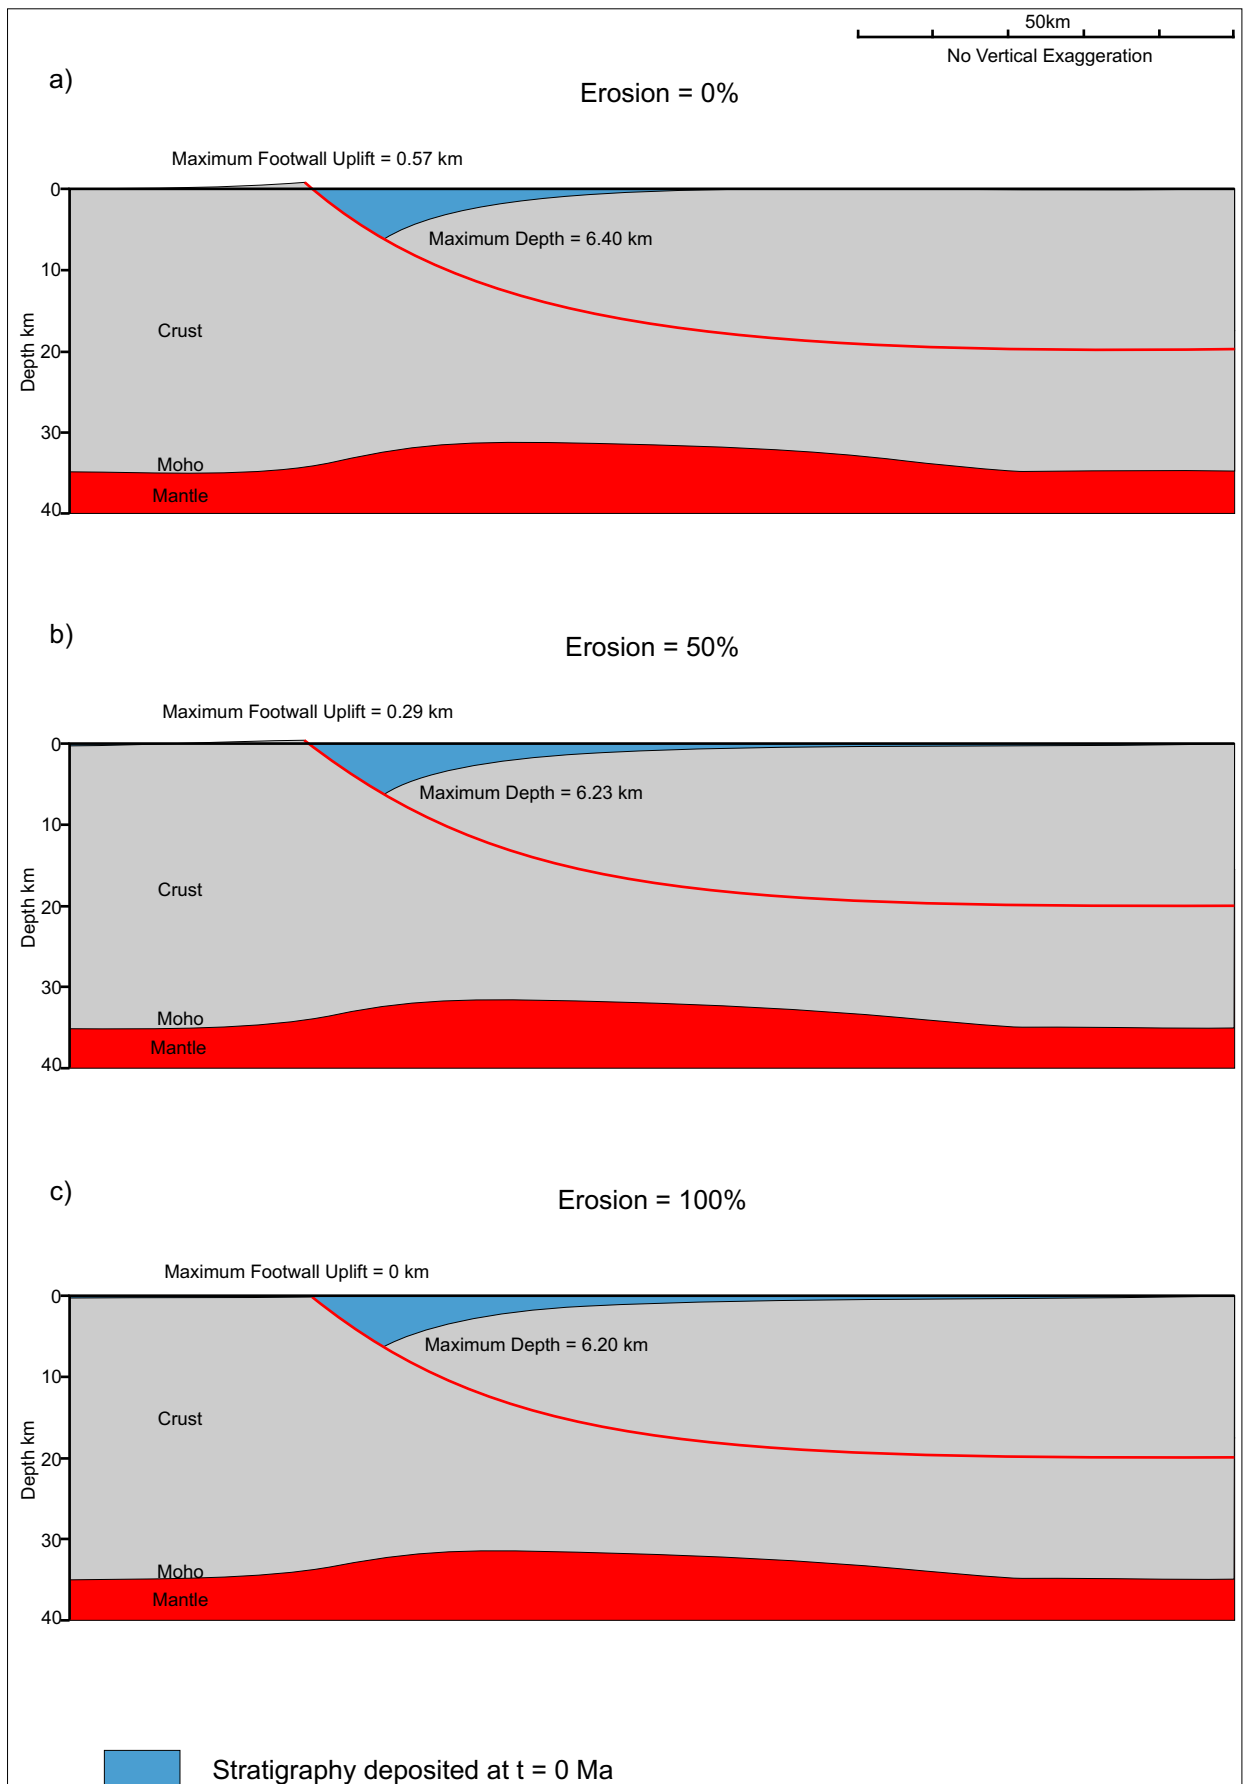 50km
No Vertical Exaggeration
a)
Erosion = 0%
Maximum Footwall Uplift = 0.57 km
0
Maximum Depth = 6.40 km
10
Crust
Depth km
20
30
Moho
Mantle
40
b)
Erosion = 50%
Maximum Footwall Uplift = 0.29 km
0
Maximum Depth = 6.23 km
10
Crust
Depth km
20
30
Moho
Mantle
40
c)
Erosion = 100%
Maximum Footwall Uplift = 0 km
0
Maximum Depth = 6.20 km
10
Crust
Depth km
20
30
Moho
Mantle
40
Stratigraphy deposited at t = 0 Ma